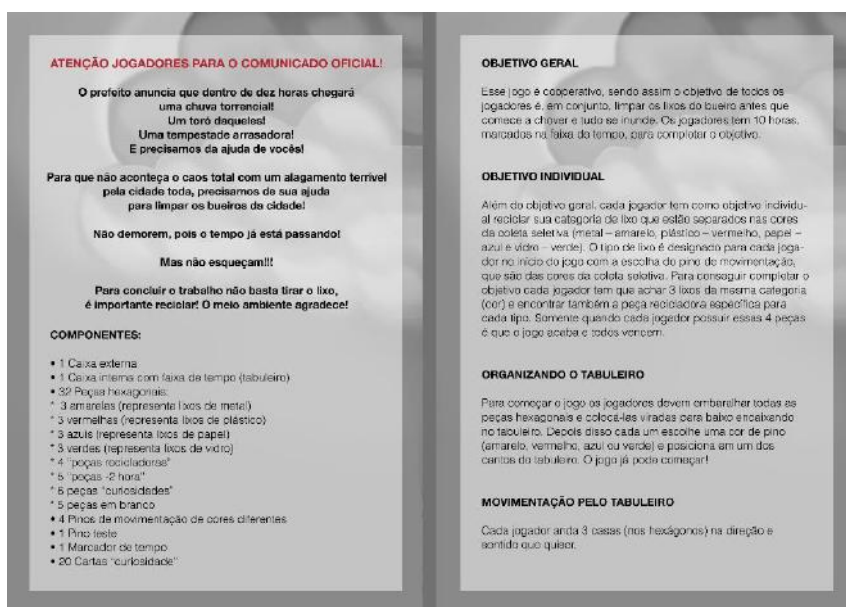 ATENÇÃO JOGADORES PARA O COMUNICADO OFICIAL!
O prefeito anuncia que dentro de dez horas chegará
uma chuva torrencial!
Um toró daqueles!
Uma tempestade arrasadora!
E precisamos da ajuda de vocês!
Para que não aconteça o caos total com um alagamento terrível
pela cidade toda, precisamos de sua ajuda
para limpar os bueiros da cidade!
Não demorem, pois o tempo já está passando!
Mas não esqueçam!!!
Para concluir o trabalho não basta tirar o lixo,
é importante reciclar! O meio ambiente agradece!
COMPONENTES:
• 1 Caixa externa
• 1 Caixa interna com faixa de tempo (tabuleiro)
• 32 Peças hexagonais:
* 3 amarelas (representa lixos de metal)
* 3 vermelhas (representa lixos de plástico)
* 3 azuis (representa lixos de papel)
* 3 verdes (representa lixos de vidro)
* 4 "peças recicladoras"
* 5 "peças -2 hora"
* 6 peças "curiosidades"
* 5 peças em branco
• 4 Pinos de movimentação de cores diferentes
• 1 Pino teste
• 1 Marcador de tempo
• 20 Cartas "curiosidade"
OBJETIVO GERAL
Esse jogo é cooperativo, sendo assim o objetivo de todos os
jogadores é, em conjunto, limpar os lixos do bueiro antes que
comece a chover e tudo se inunde. Os jogadores tem 10 horas,
marcados na faixa do tempo, para completar o objetivo.
OBJETIVO INDIVIDUAL
Além do objetivo geral, cada jogador tem como objetivo individu-
al reciclar sua categoria de lixo que estão separados nas cores
da coleta seletiva (metal – amarelo, plástico – vermelho, papel –
azul e vidro – verde). O tipo de lixo é designado para cada joga-
dor no início do jogo com a escolha do pino de movimentação,
que são das cores da coleta seletiva. Para conseguir completar o
objetivo cada jogador tem que achar 3 lixos da mesma categoria
(cor) e encontrar também a peça recicladora específica para
cada tipo. Somente quando cada jogador possuir essas 4 peças
é que o jogo acaba e todos vencem.
ORGANIZANDO O TABULEIRO
Para começar o jogo os jogadores devem embaralhar todas as
peças hexagonais e colocá-las viradas para baixo encaixando
no tabuleiro. Depois disso cada um escolhe uma cor de pino
(amarelo, vermelho, azul ou verde) e posiciona em um dos
cantos do tabuleiro. O jogo já pode começar!
MOVIMENTAÇÃO PELO TABULEIRO
Cada jogador anda 3 casas (nos hexágonos) na direção e
sentido que quiser.